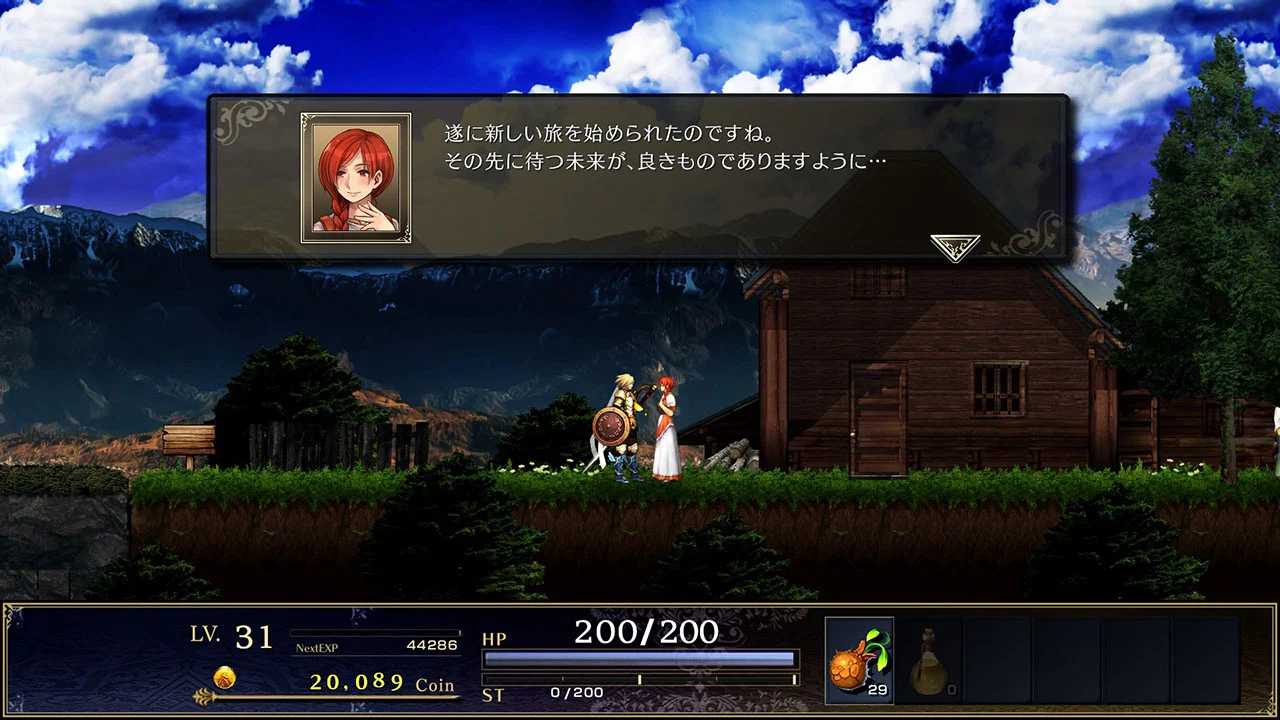 遂に新しい旅を始められたのですね。
その先に待つ未来が、良きものでありますように…
LV. 31
NextEXP 44286
20,089 Coin
HP 200/200
ST 0/200
29
0